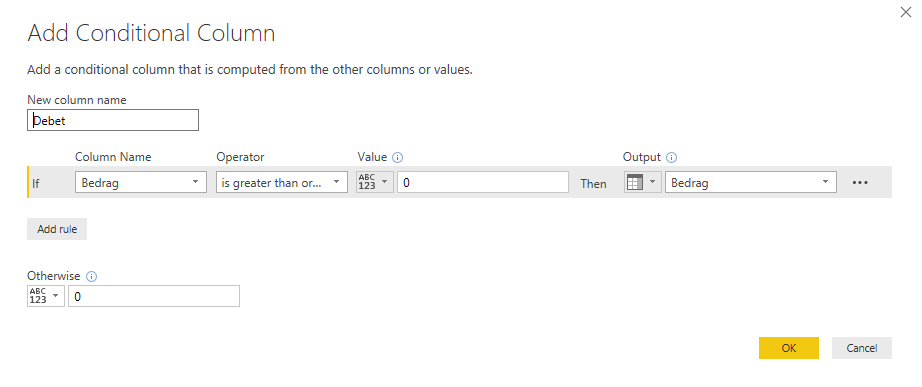 Add Conditional Column
Add a conditional column that is computed from the other columns or values.
New column name
Debet
Column Name Operator Value Output
If Bedrag is greater than or... ABC 123 0 Then Bedrag ...
Add rule
Otherwise
ABC 123 0
OK Cancel